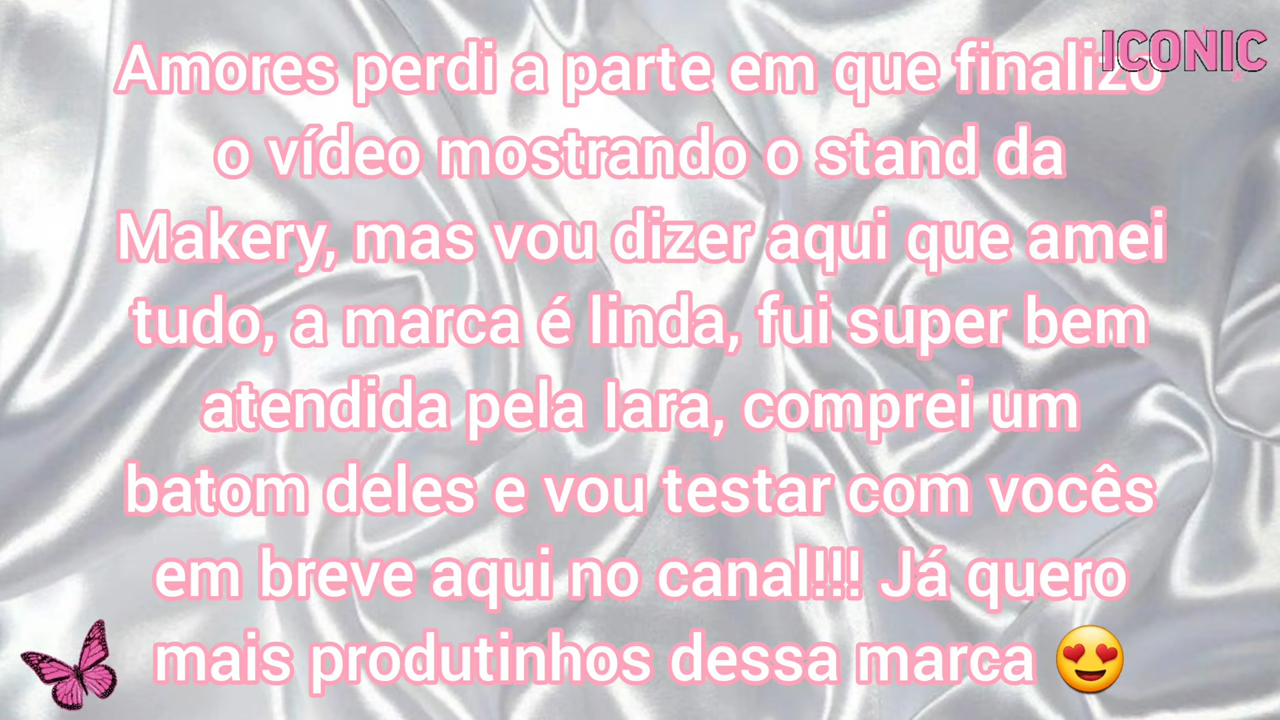 ICONIC
Amores perdi a parte em que finalizo
o vídeo mostrando o stand da
Makery, mas vou dizer aqui que amei
tudo, a marca é linda, fui super bem
atendida pela Iara, comprei um
batom deles e vou testar com vocês
em breve aqui no canal!!! Já quero
mais produtinhos dessa marca 😍